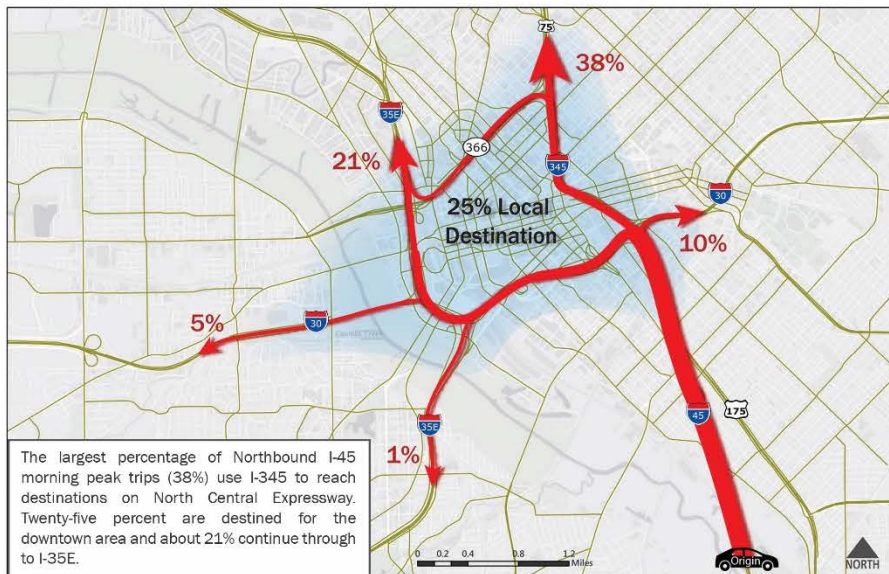 75
38%
35E
366
21%
345
30
25% Local
Destination
10%
5%
30
45
175
35E
1%
The largest percentage of Northbound I-45
morning peak trips (38%) use I-345 to reach
destinations on North Central Expressway.
Twenty-five percent are destined for the
downtown area and about 21% continue through
to I-35E.
0 0.2 0.4 0.8 1.2
Miles
Origin
NORTH